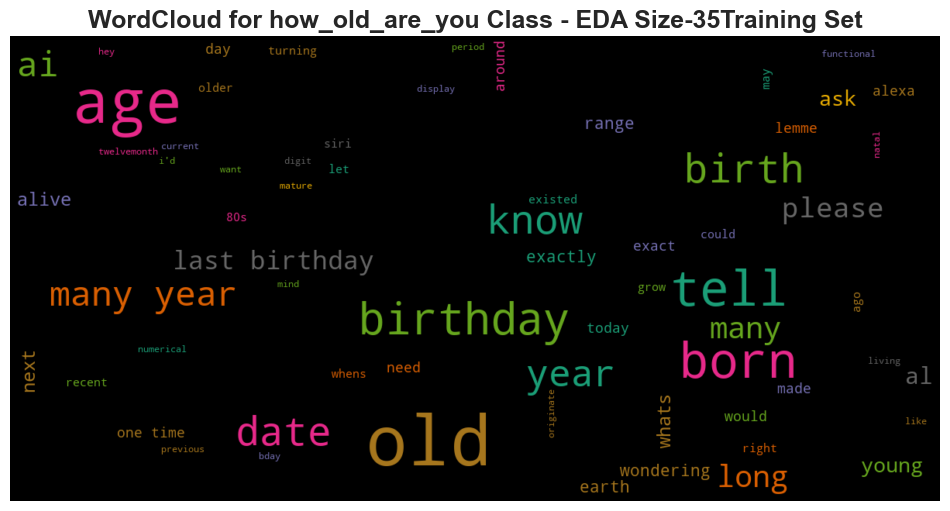 WordCloud for how_old_are_you Class - EDA Size-35Training Set
hey
day
turning
period
around
functional
ai
age
older
display
may
ask
alexa
range
lemme
natal
twelvemonth
current
i'd
siri
digit
want
let
mature
birth
alive
80s
existed
know
please
exactly
exact
could
last birthday
mind
grow
tell
ago
many year
birthday
today
many
numerical
next
recent
whens
need
year
born
made
living
al
date
one time
previous
bday
old
originate
whats
would
like
right
wondering
earth
long
young